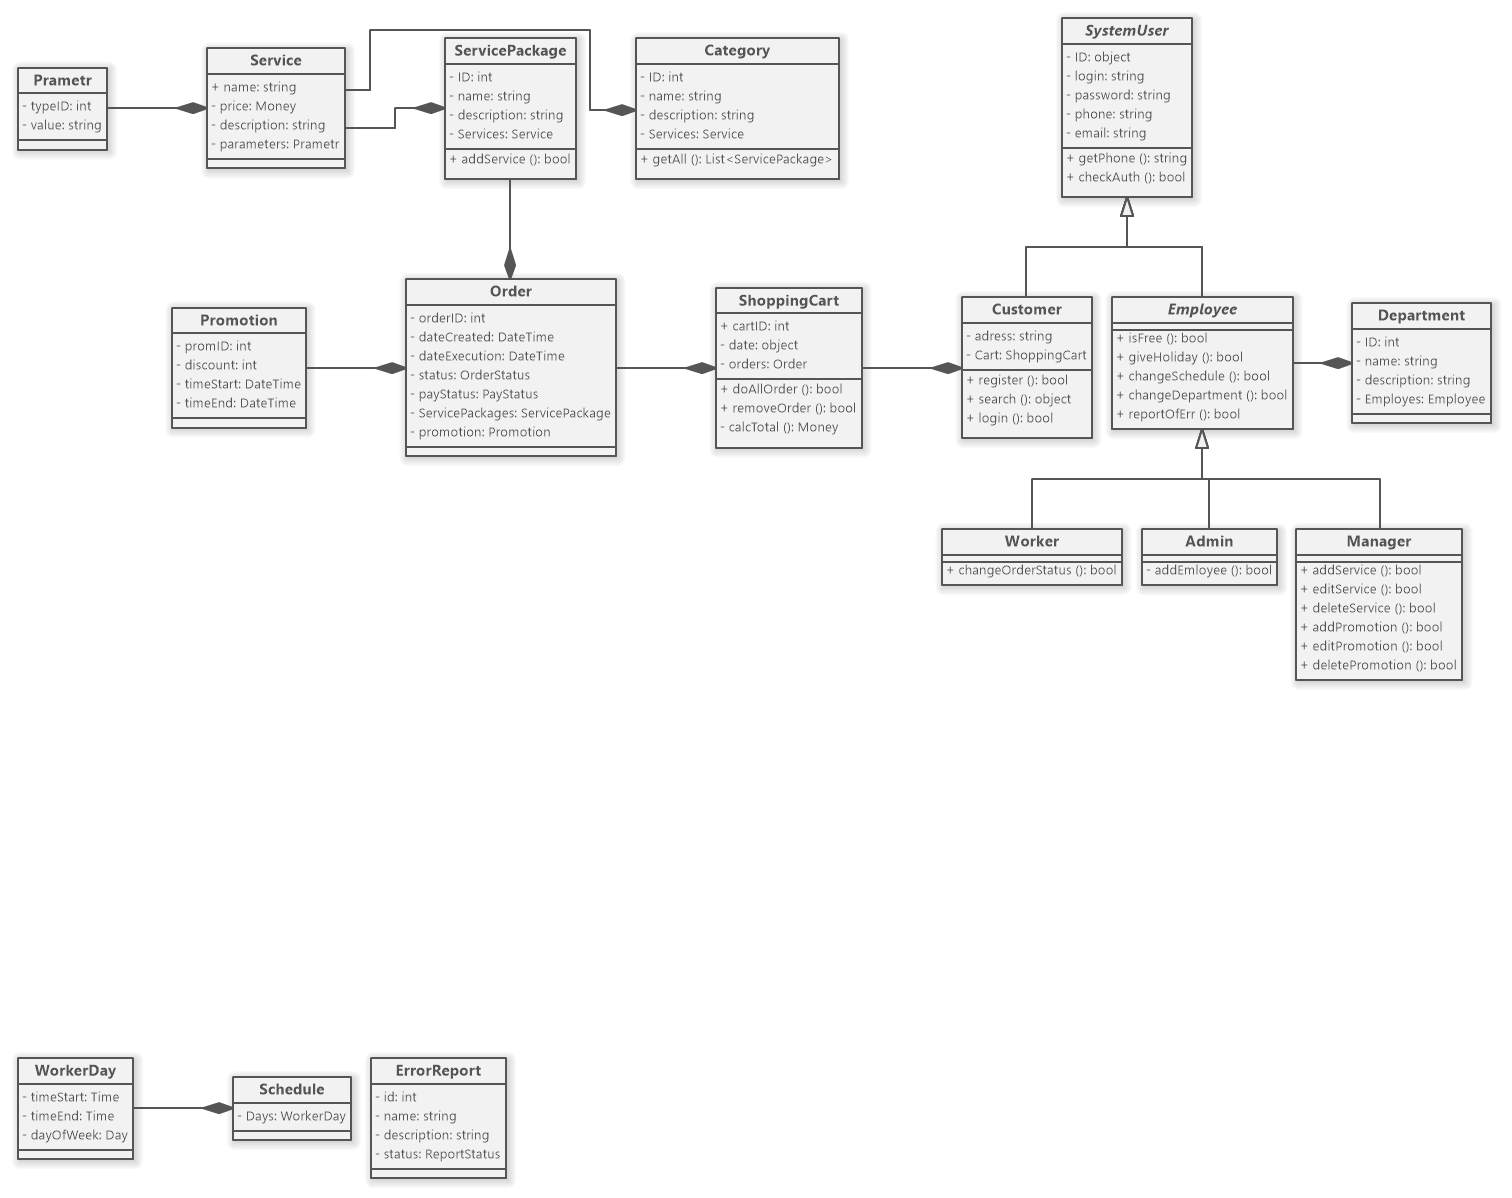 Prametr
- typeID: int
- value: string
Service
+ name: string
- price: Money
- description: string
- parameters: Prametr
ServicePackage
- ID: int
- name: string
- description: string
- Services: Service
+ addService (): bool
Category
- ID: int
- name: string
- description: string
- Services: Service
+ getAll (): List<ServicePackage>
SystemUser
- ID: object
- login: string
- password: string
- phone: string
- email: string
+ getPhone (): string
+ checkAuth (): bool
Promotion
- promID: int
- discount: int
- timeStart: DateTime
- timeEnd: DateTime
Order
- orderID: int
- dateCreated: DateTime
- dateExecution: DateTime
- status: OrderStatus
- payStatus: PayStatus
- ServicePackages: ServicePackage
- promotion: Promotion
ShoppingCart
+ cartID: int
- date: object
- orders: Order
+ doAllOrder (): bool
+ removeOrder (): bool
- calcTotal (): Money
Customer
- adress: string
- Cart: ShoppingCart
+ register (): bool
+ search (): object
+ login (): bool
Employee
+ isFree (): bool
+ giveHoliday (): bool
+ changeSchedule (): bool
+ changeDepartment (): bool
+ reportOfErr (): bool
Department
- ID: int
- name: string
- description: string
- Employes: Employee
Worker
+ changeOrderStatus (): bool
Admin
- addEmloyee (): bool
Manager
+ addService (): bool
+ editService (): bool
+ deleteService (): bool
+ addPromotion (): bool
+ editPromotion (): bool
+ deletePromotion (): bool
WorkerDay
- timeStart: Time
- timeEnd: Time
- dayOfWeek: Day
Schedule
- Days: WorkerDay
ErrorReport
- id: int
- name: string
- description: string
- status: ReportStatus